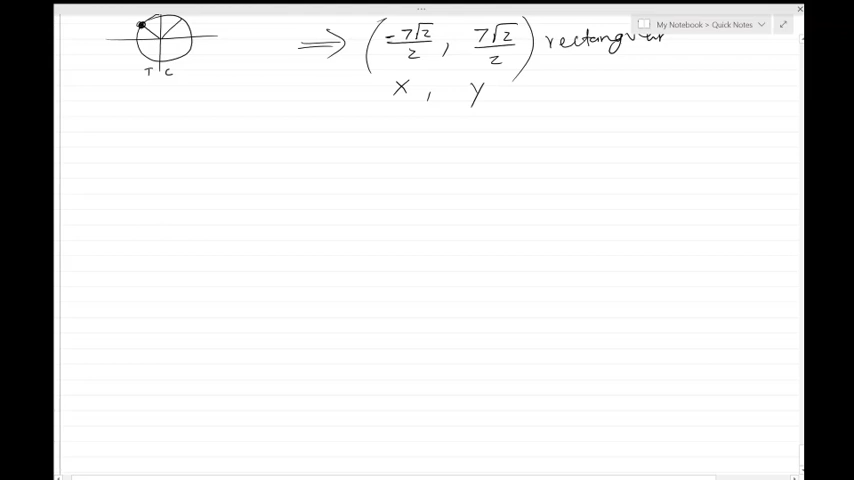 My Notebook > Quick Notes
⟹ (-7√2/2, 7√2/2) rectangular
x , y
T C